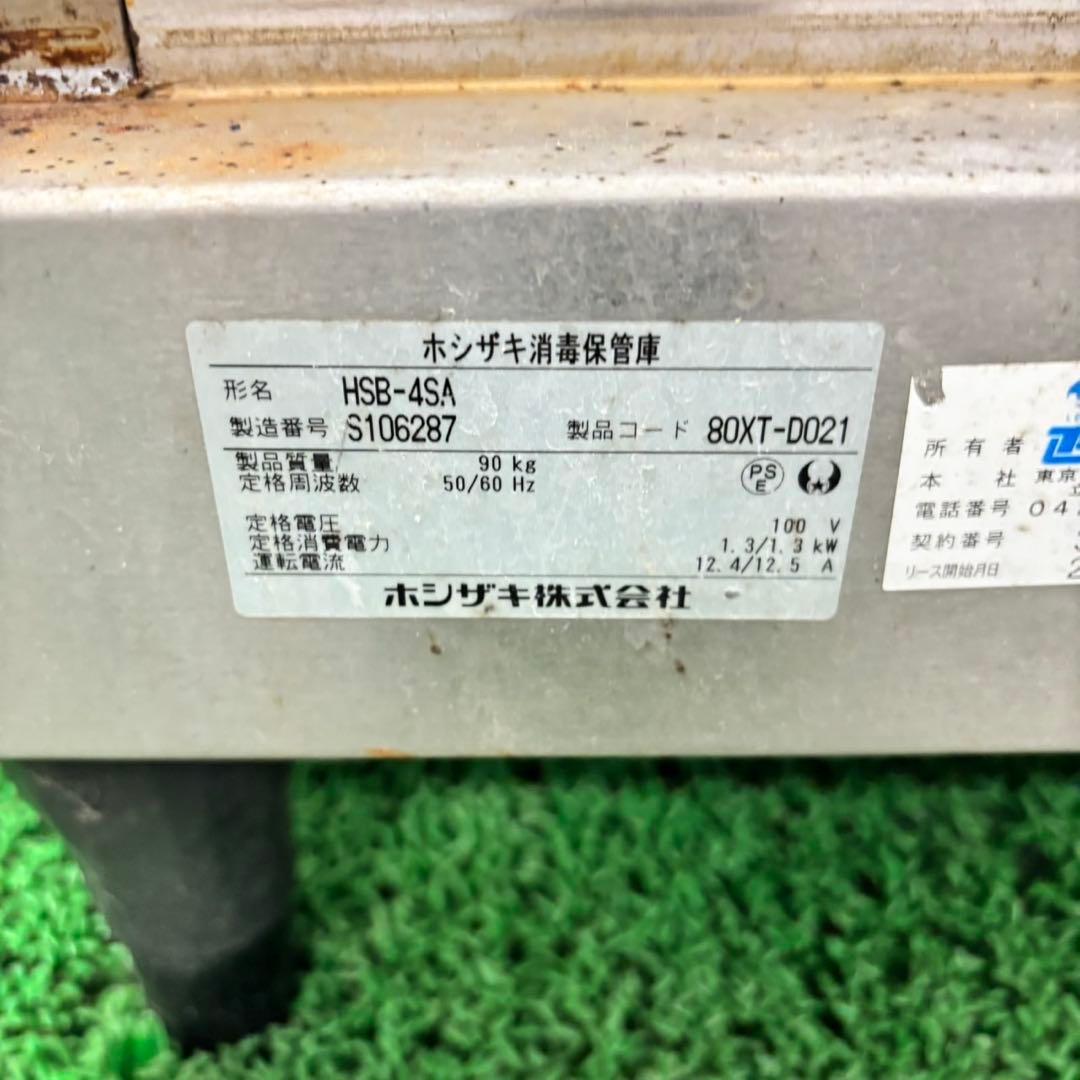 ホシザキ消毒保管庫
形名 HSB-4SA
製造番号 S106287 製品コード 80XT-D021
製品質量 90 kg
定格周波数 50/60 Hz
PS
E
定格電圧 100 V
定格消費電力 1.3/1.3 kW
運転電流 12.4/12.5 A
ホシザキ株式会社
所有者
本社 東京
電話番号 04
契約番号
リース開始月日 2